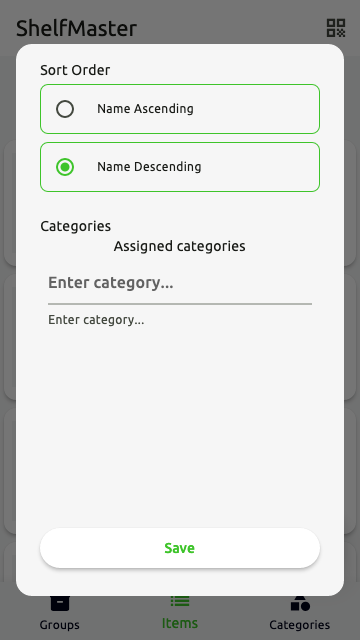 ShelfMaster
Sort Order
Name Ascending
Name Descending
Categories
Assigned categories
Enter category...
Enter category...
Save
Groups
Items
Categories